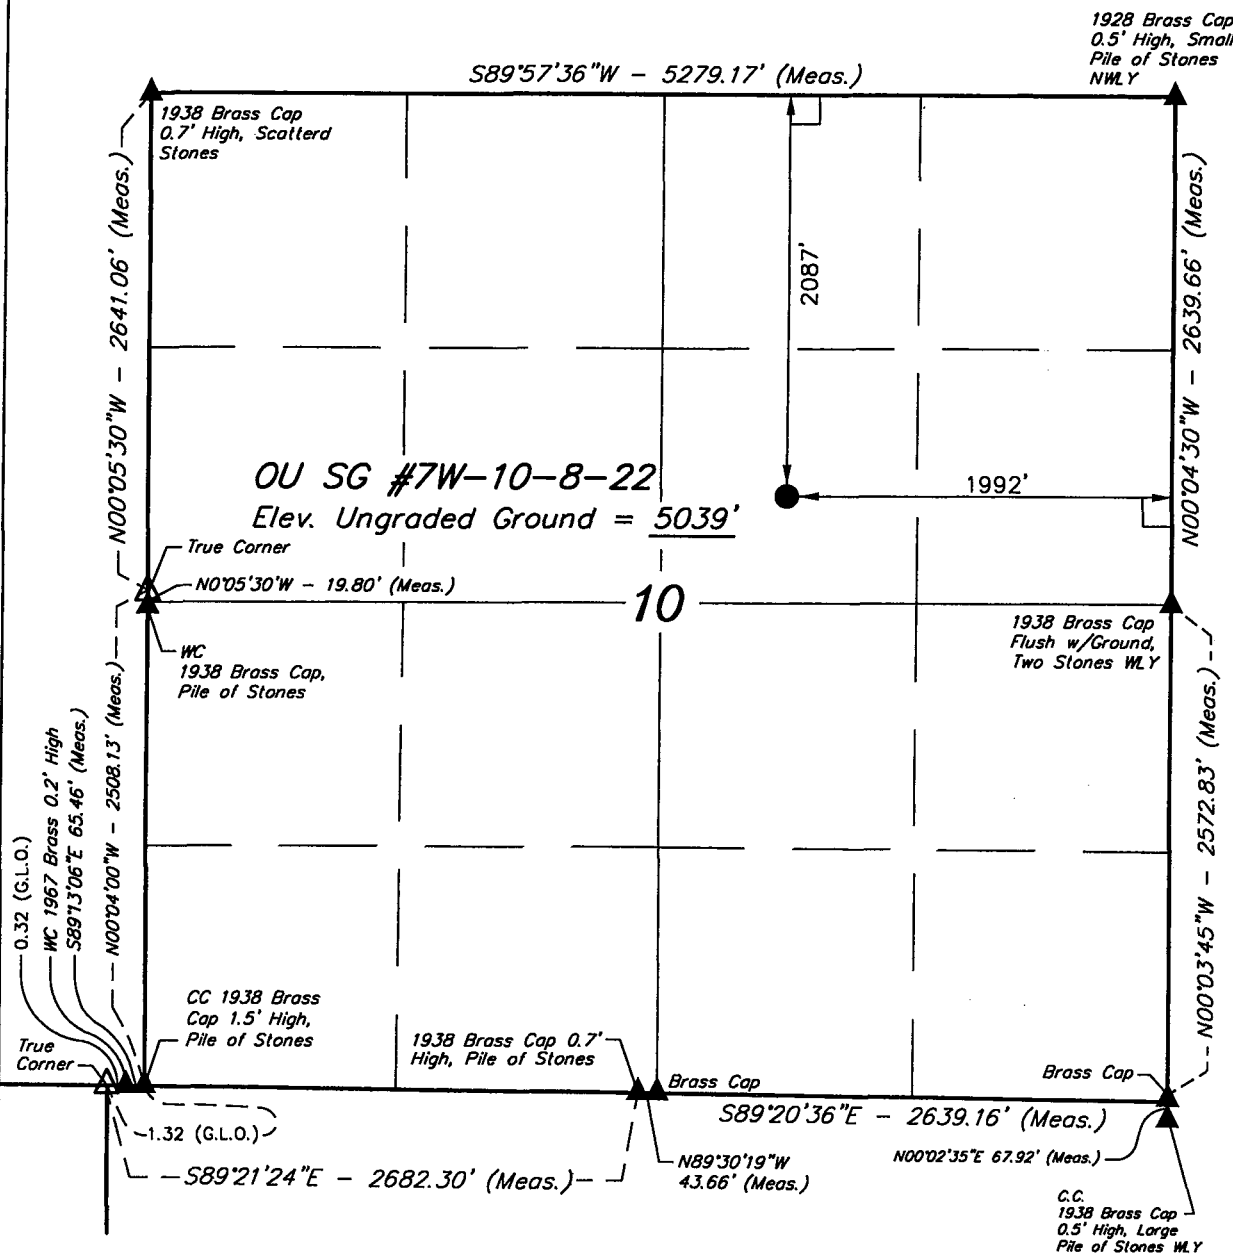 1928 Brass Cap
0.5' High, Small
Pile of Stones
NWLY
S89°57'36"W - 5279.17' (Meas.)
1938 Brass Cap
0.7' High, Scatterd
Stones
N00°05'30"W - 2641.06' (Meas.)
2087'
N00°04'30"W - 2639.66' (Meas.)
OU SG #7W-10-8-22
Elev. Ungraded Ground = 5039'
1992'
True Corner
N0°05'30'W - 19.80' (Meas.)
10
WC
1938 Brass Cap,
Pile of Stones
1938 Brass Cap
Flush w/Ground,
Two Stones WLY
0.32 (G.L.O.)
WC 1967 Brass 0.2' High
S89°13'06"E 65.46' (Meas.)
N00°04'00"W - 2508.13' (Meas.)
N00°03'45"W - 2572.83' (Meas.)
CC 1938 Brass
Cap 1.5' High,
Pile of Stones
1938 Brass Cap 0.7'
High, Pile of Stones
True
Corner
Brass Cap
Brass Cap
S89°20'36"E - 2639.16' (Meas.)
1.32 (G.L.O.)
S89°21'24"E - 2682.30' (Meas.)
N89°30'19"W
43.66' (Meas.)
N00°02'35"E 67.92' (Meas.)
C.C.
1938 Brass Cap
0.5' High, Large
Pile of Stones WLY